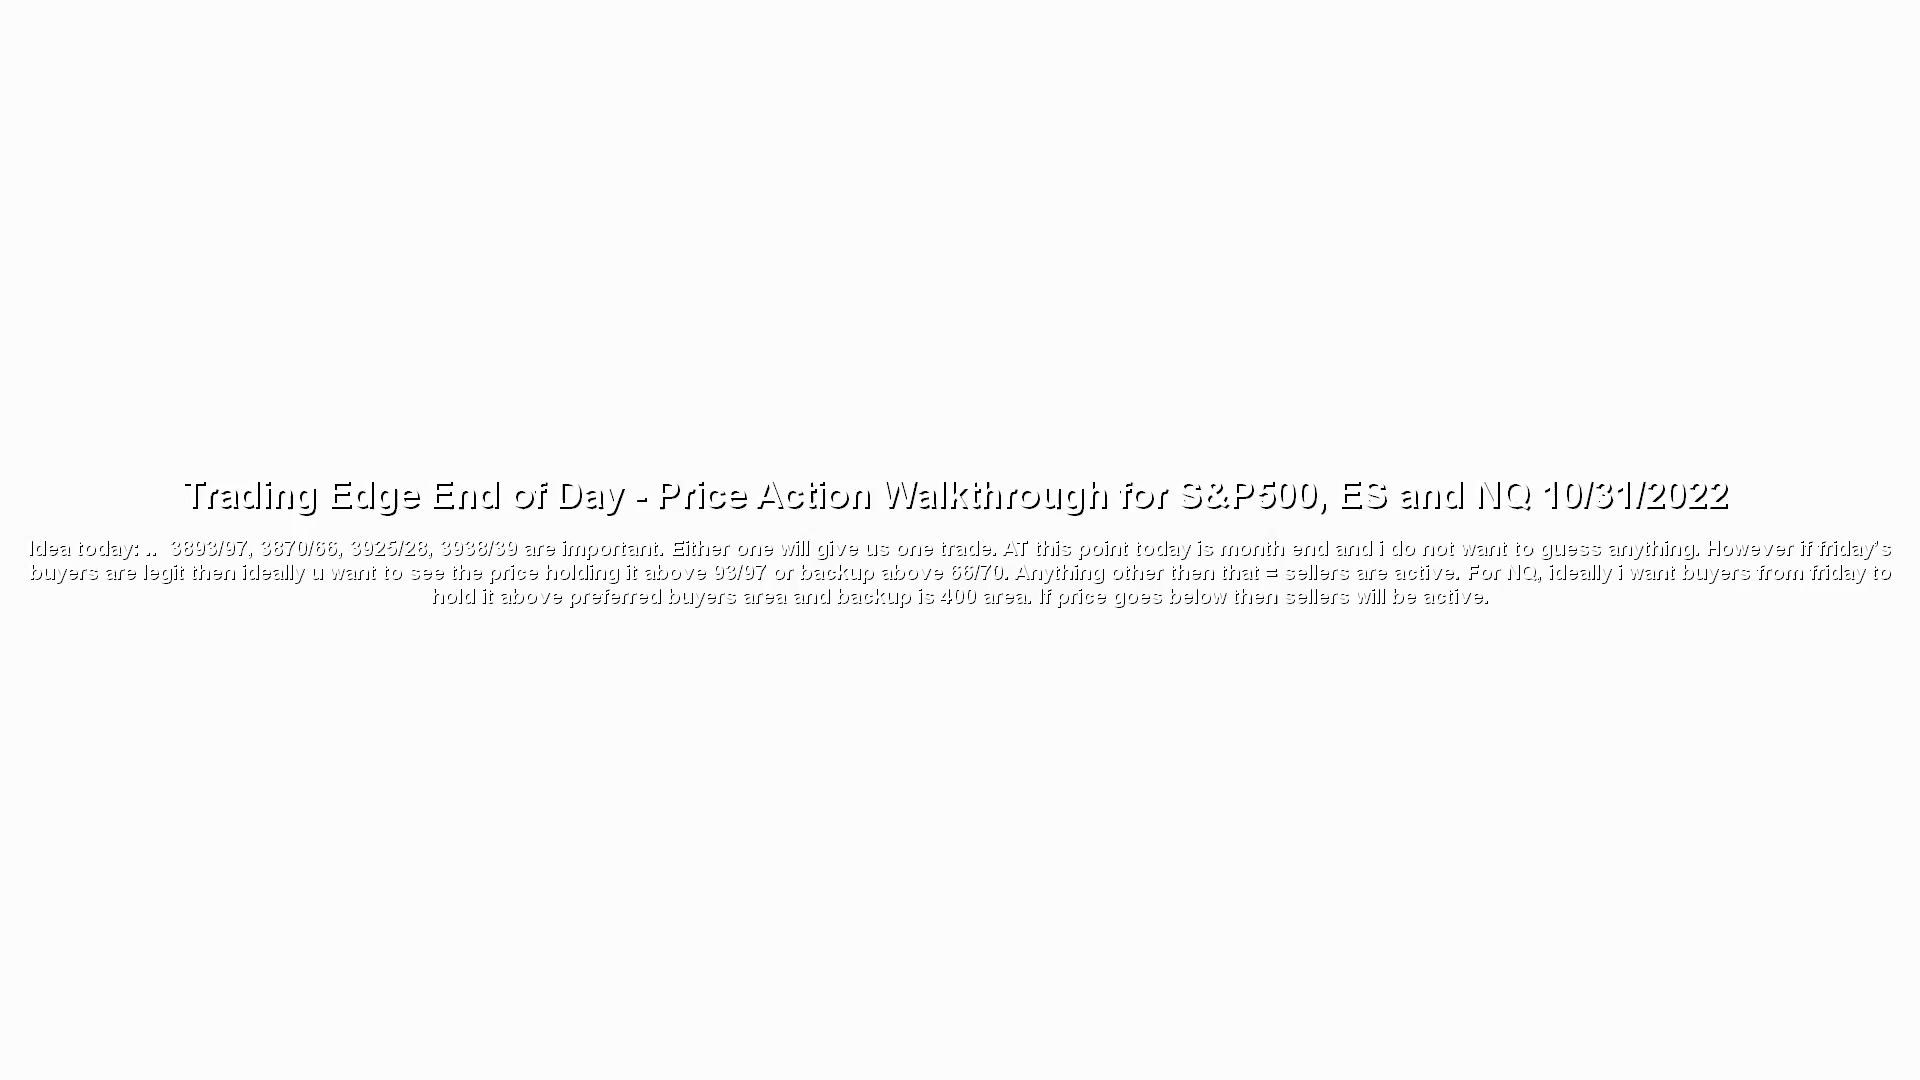 Trading Edge End of Day - Price Action Walkthrough for S&P500, ES and NQ 10/31/2022
Idea today: ..  3893/97, 3870/66, 3925/28, 3938/39 are important. Either one will give us one trade. AT this point today is month end and i do not want to guess anything. However if friday's
buyers are legit then ideally u want to see the price holding it above 93/97 or backup above 66/70. Anything other then that = sellers are active. For NQ, ideally i want buyers from friday to
hold it above preferred buyers area and backup is 400 area. If price goes below then sellers will be active.